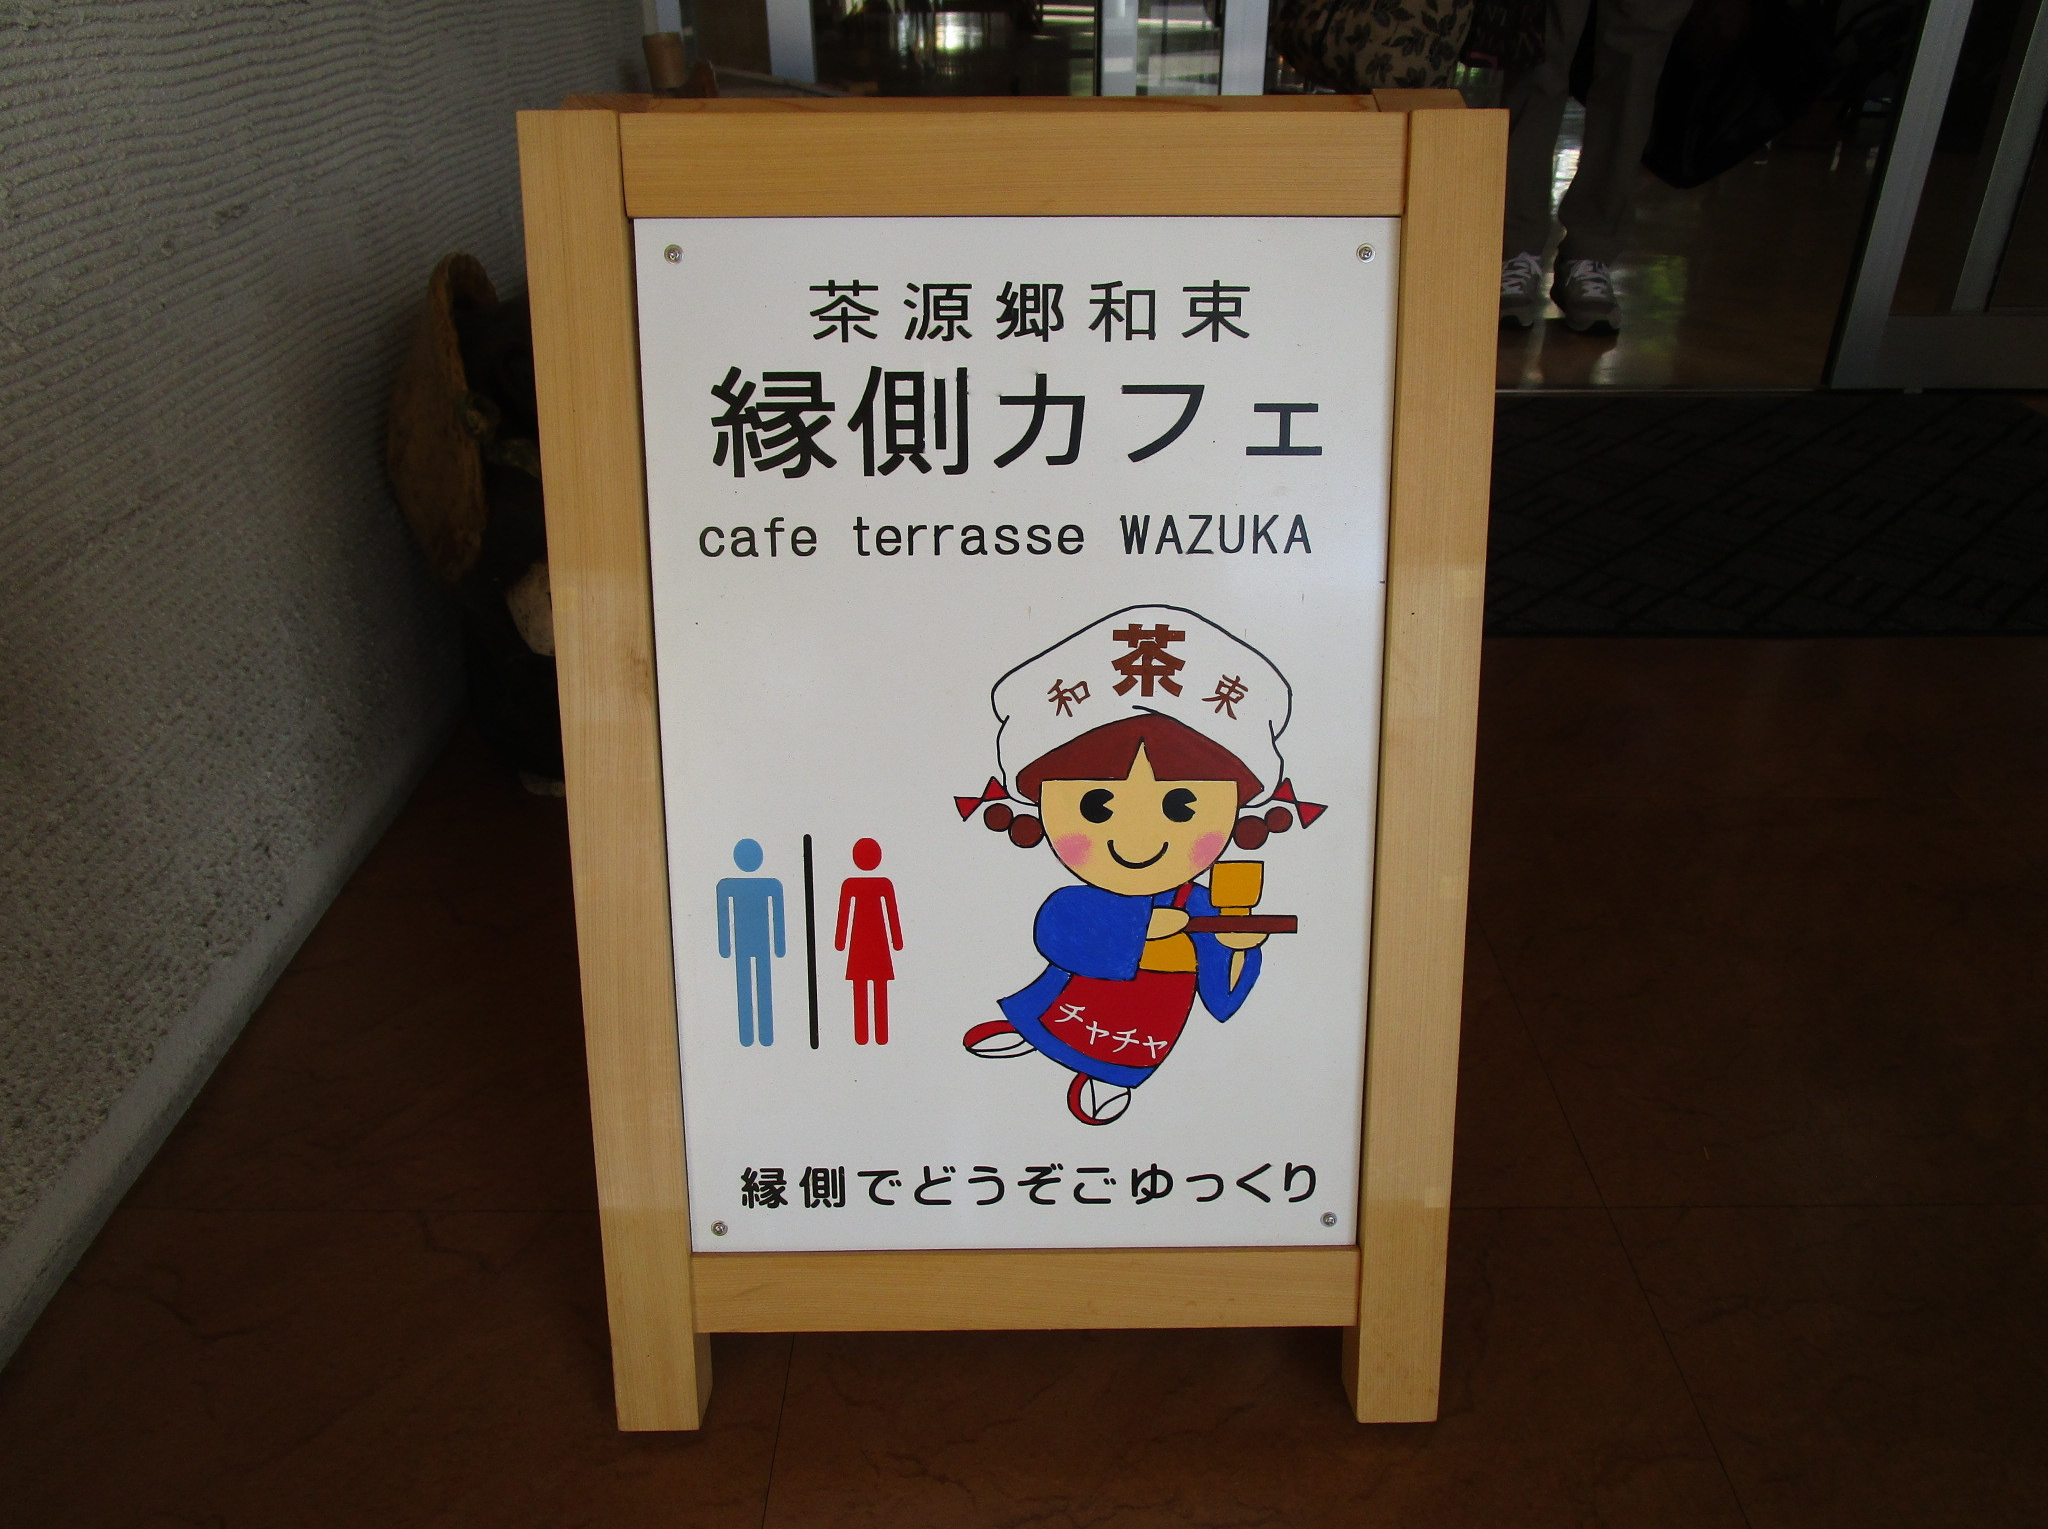 茶源郷和束
縁側カフェ
cafe terrasse WAZUKA
和茶束
チャチャ
縁側でどうぞごゆっくり